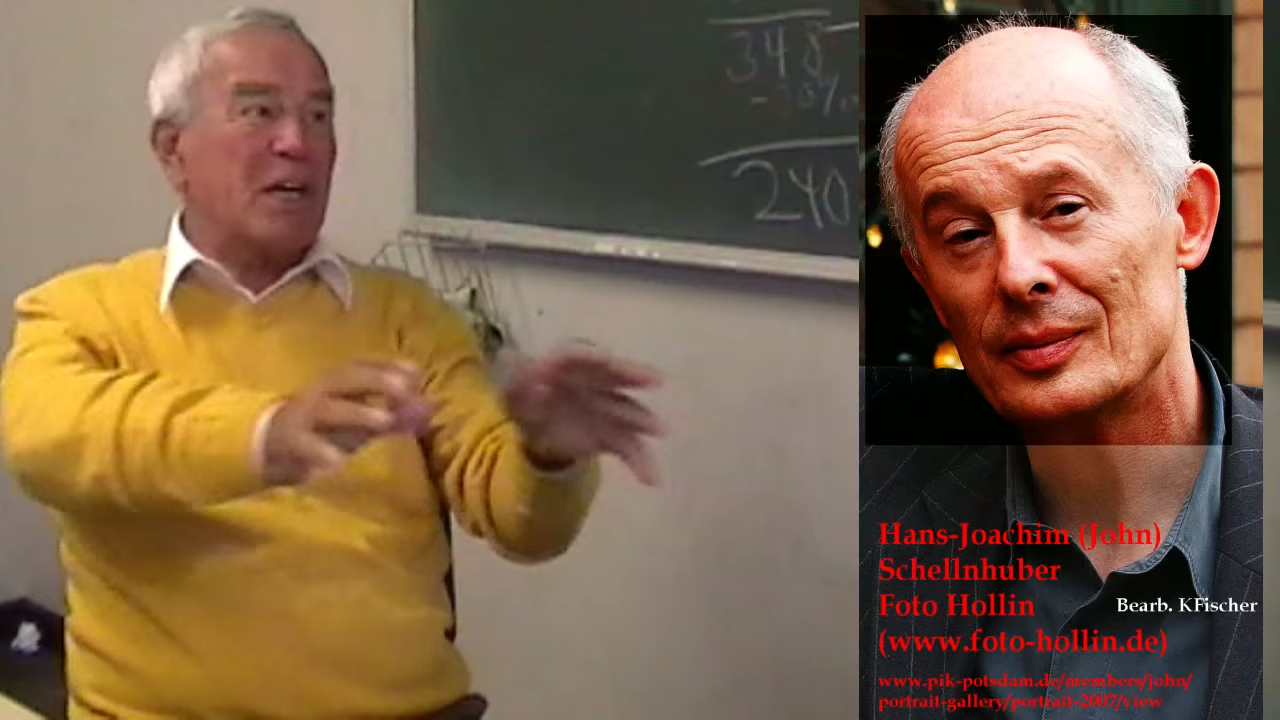 348
240
Hans-Joachim (John)
Schellnhuber
Foto Hollin
(www.foto-hollin.de)
Bearb. KFischer
www.pik-potsdam.de/members/john/
portrait-gallery/portrait-2007/view